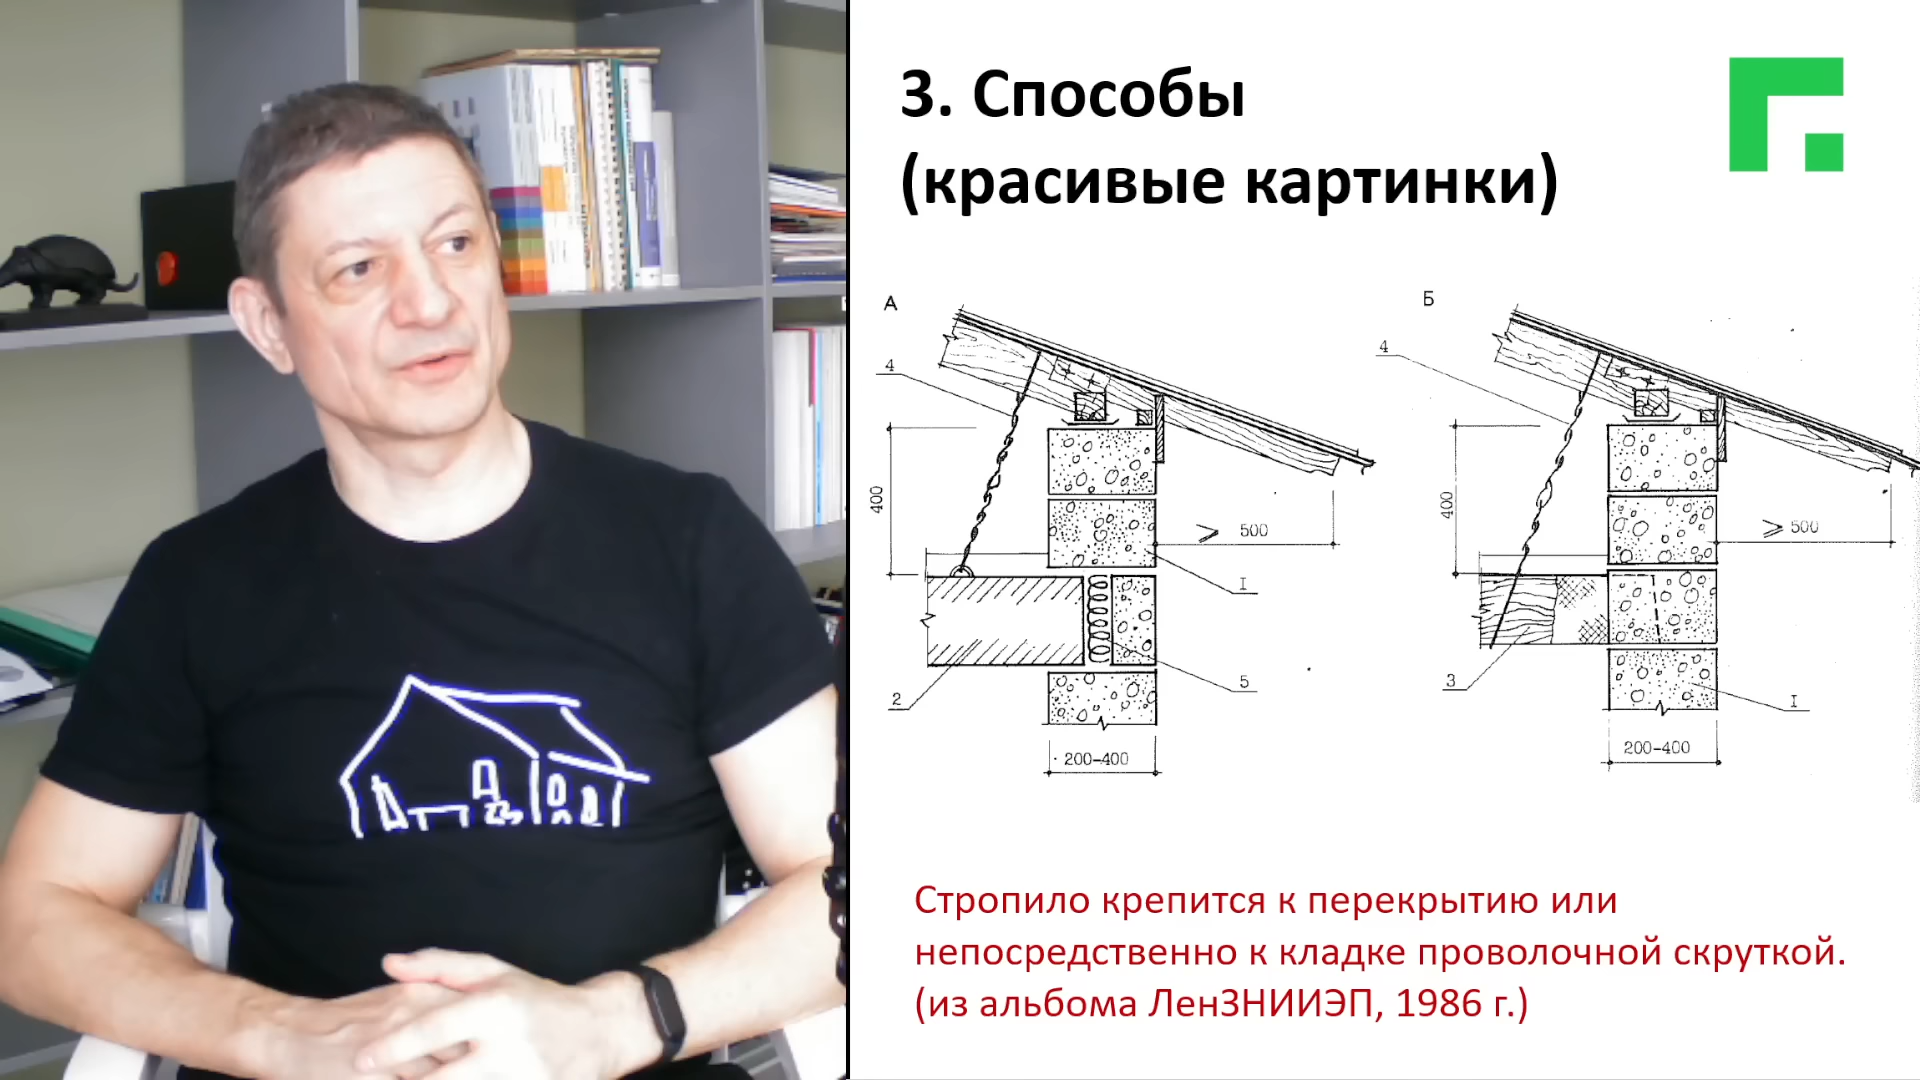 3. Способы
(красивые картинки)
А
Б
4
4
400
400
⩾ 500
⩾ 500
I
2
5
3
I
200-400
200-400
Стропило крепится к перекрытию или
непосредственно к кладке проволочной скруткой.
(из альбома ЛенЗНИИЭП, 1986 г.)